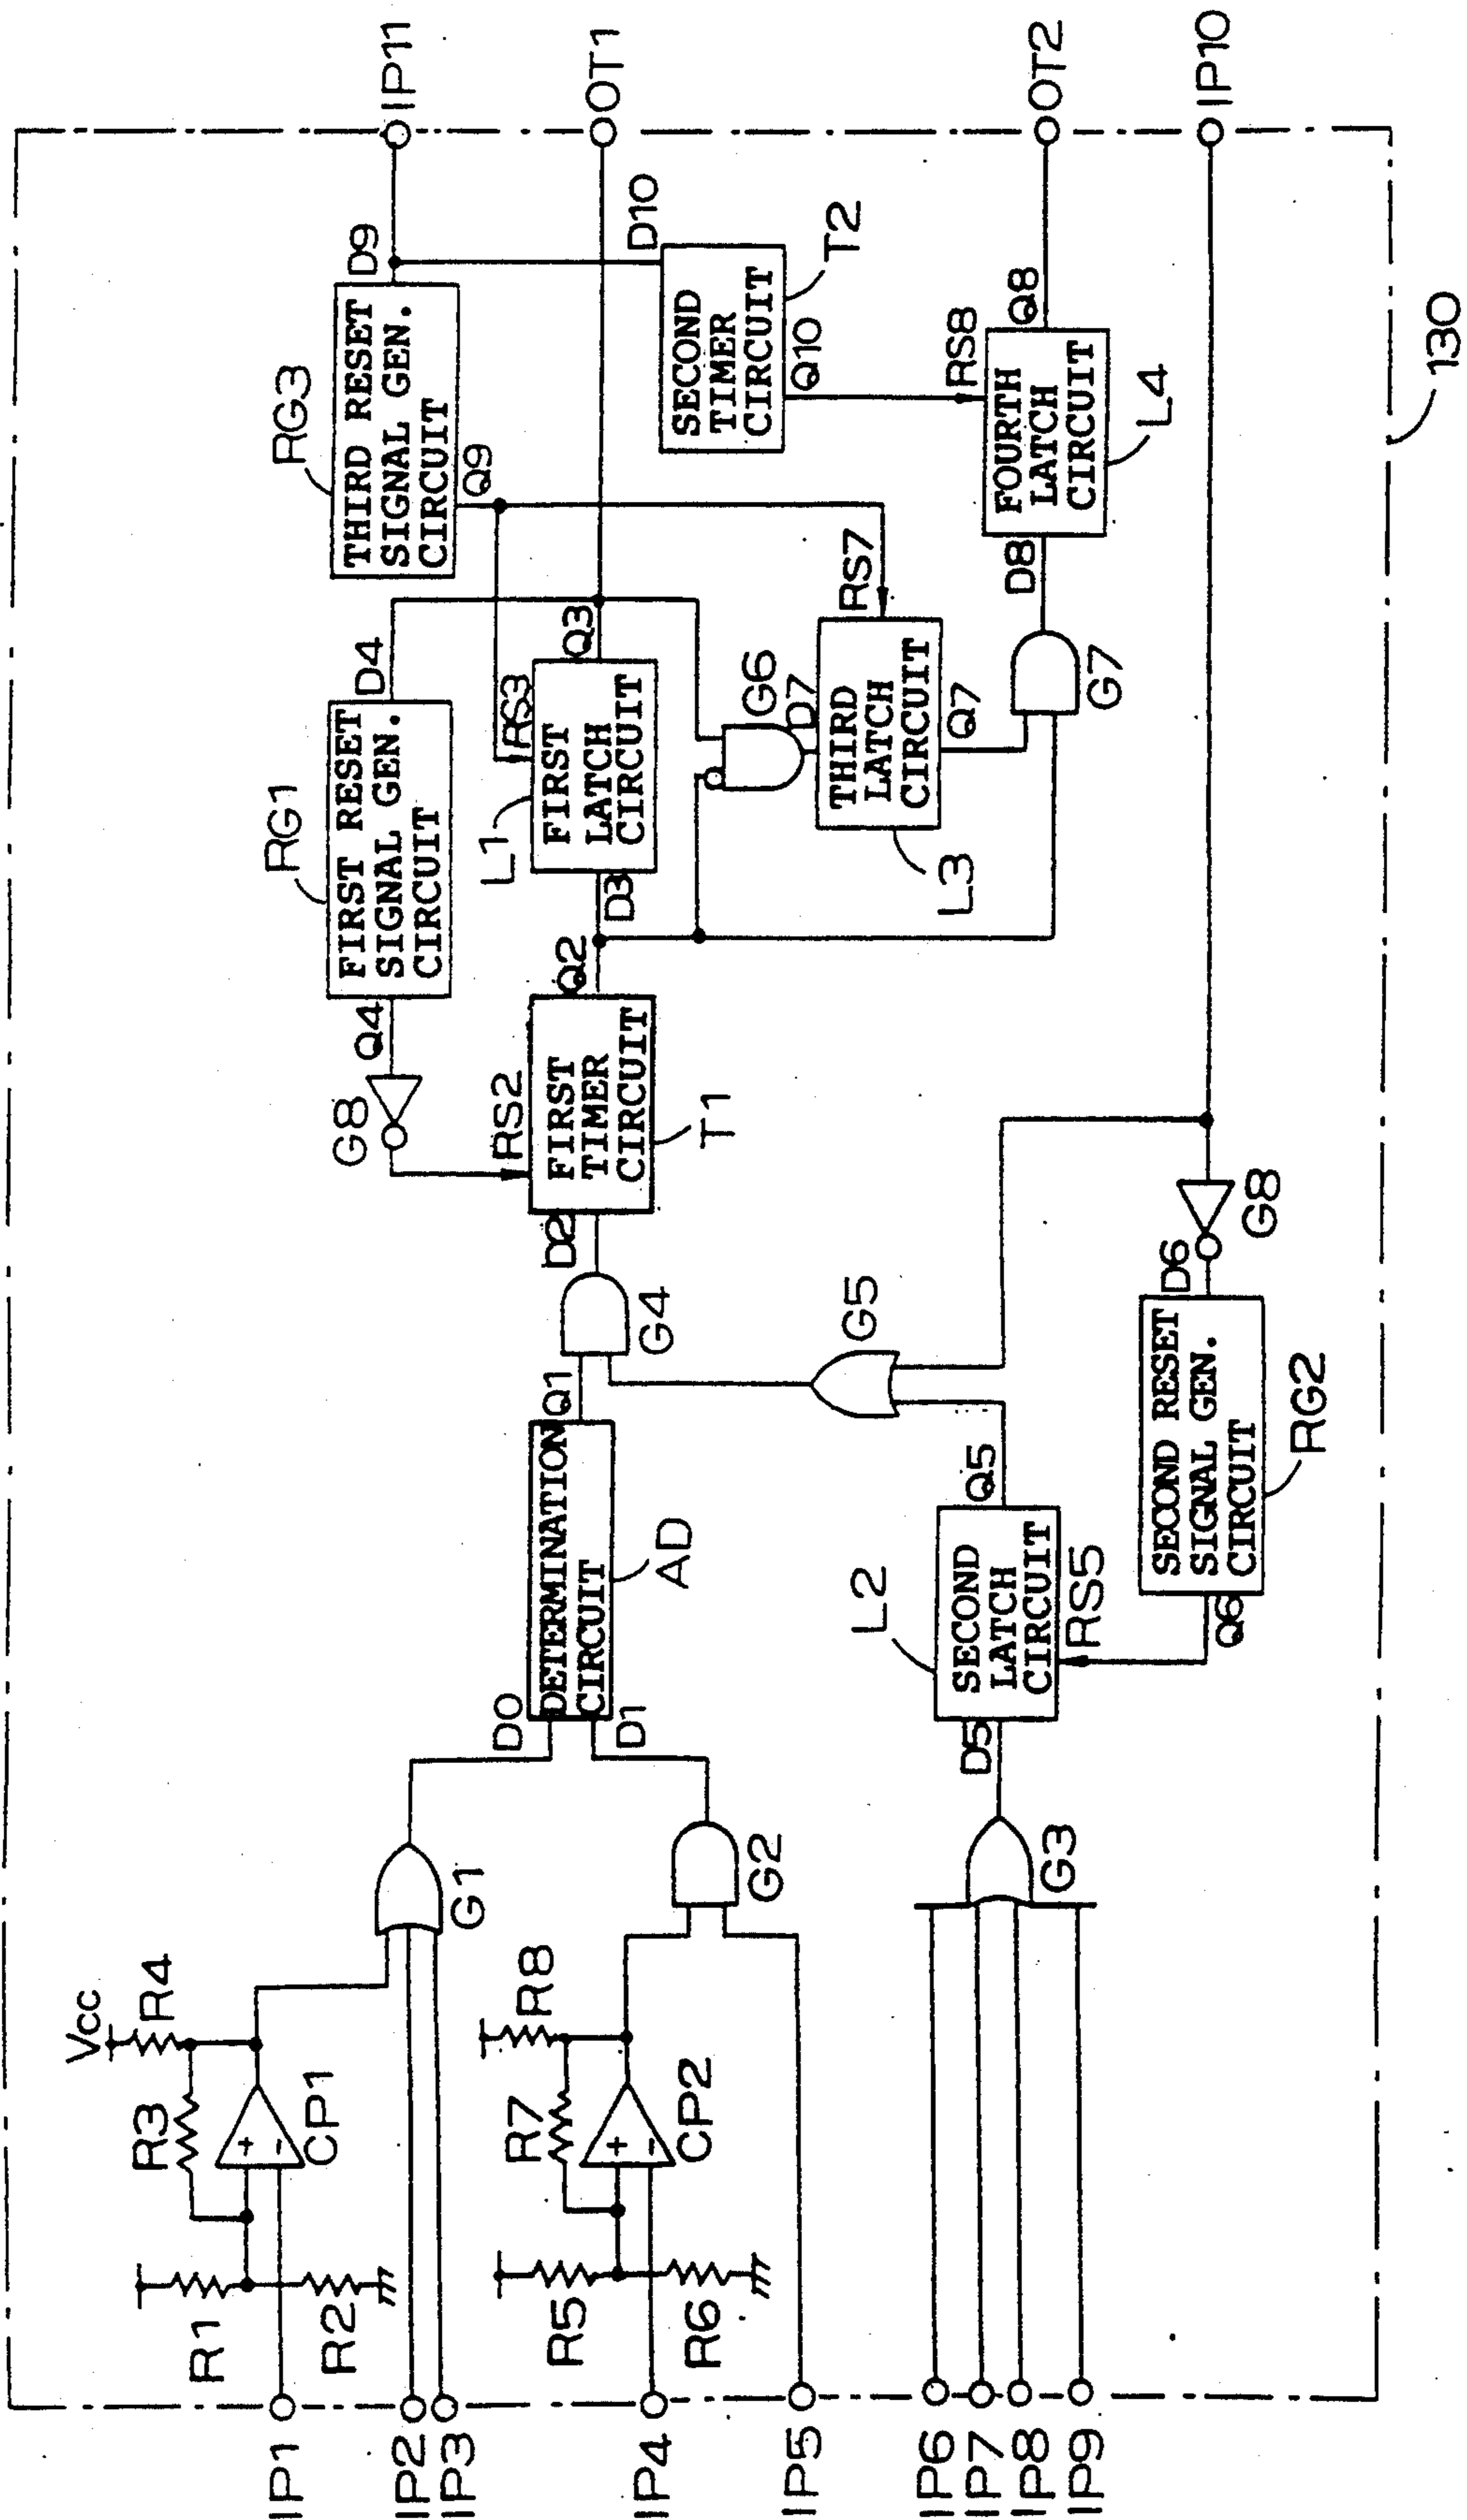 IP1
IP2
IP3
IP4
IP5
IP6
IP7
IP8
IP9
Vcc
R4
R3
R1
R2
CP1
G1
R8
R7
R5
R6
CP2
G2
G3
D0
D1
DETERMINATION
CIRCUIT
AD
Q1
G4
D5
L2
SECOND
LATCH
CIRCUIT
Q5
RS5
G5
Q6
SECOND RESET
SIGNAL GEN.
CIRCUIT
RG2
D6
G8
D2
FIRST
TIMER
CIRCUIT
T1
RS2
Q2
G8
Q4
RG1
FIRST RESET
SIGNAL GEN.
CIRCUIT
D4
D3
L1
FIRST
LATCH
CIRCUIT
RS3
Q3
G6
D7
L3
THIRD
LATCH
CIRCUIT
RS7
Q7
G7
RG3
THIRD RESET
SIGNAL GEN.
CIRCUIT
Q9
D9
D10
SECOND
TIMER
CIRCUIT
T2
Q10
RS8
D8
FOURTH
LATCH
CIRCUIT
L4
Q8
IP11
OT1
OT2
IP10
130